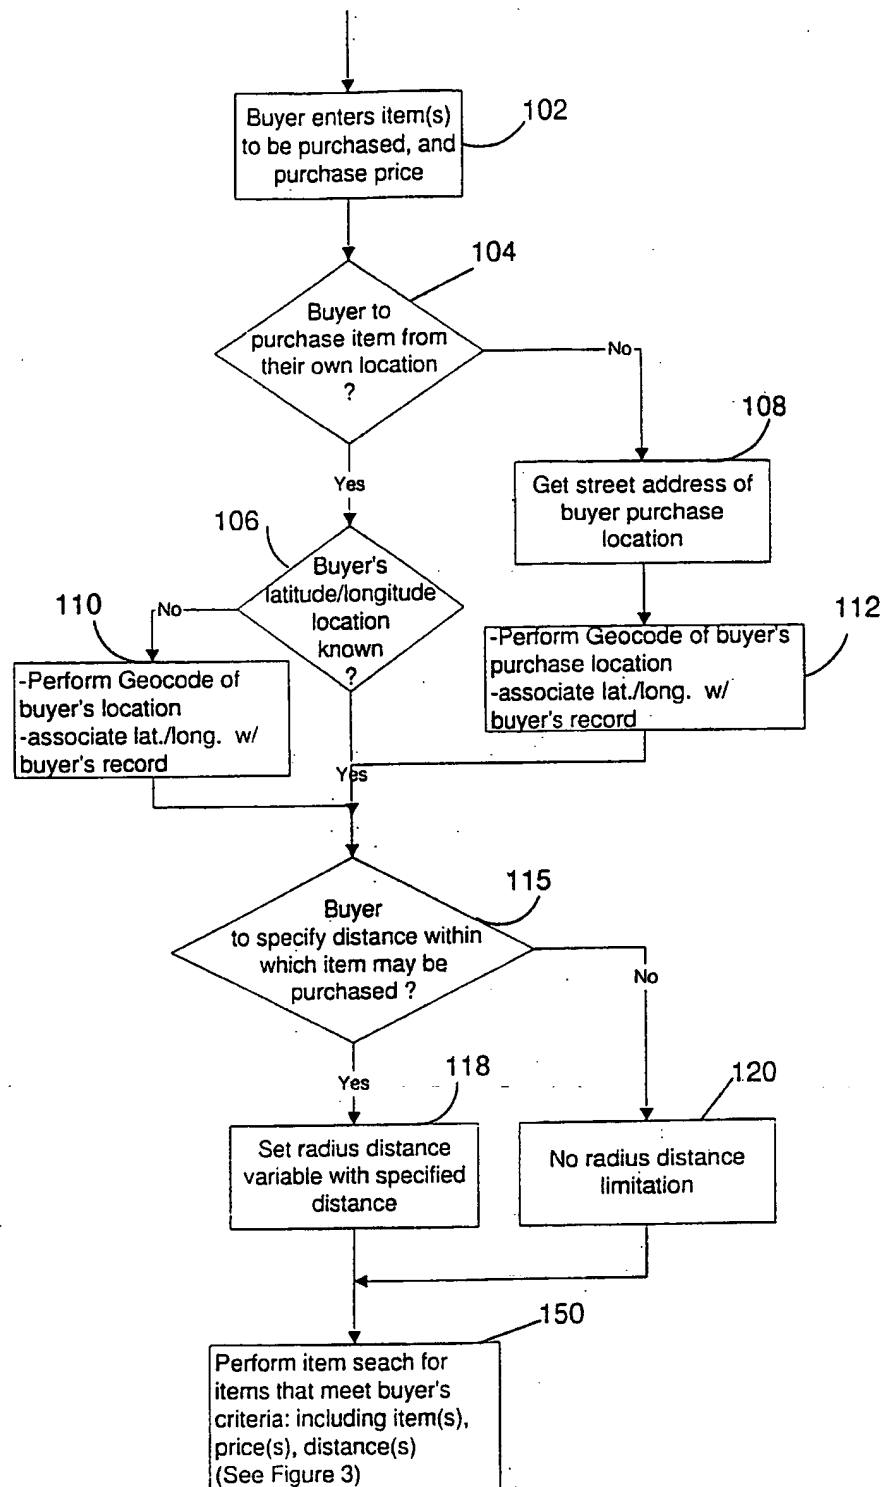 Buyer enters item(s)
to be purchased, and
purchase price
102
104
Buyer to
purchase item from
their own location
?
No
Yes
108
Get street address of
buyer purchase
location
106
Buyer's
latitude/longitude
location
known
?
No
110
-Perform Geocode of
buyer's location
-associate lat./long. w/
buyer's record
112
-Perform Geocode of buyer's
purchase location
-associate lat./long. w/
buyer's record
Yes
115
Buyer
to specify distance within
which item may be
purchased ?
No
Yes
118
Set radius distance
variable with specified
distance
120
No radius distance
limitation
150
Perform item seach for
items that meet buyer's
criteria: including item(s),
price(s), distance(s)
(See Figure 3)